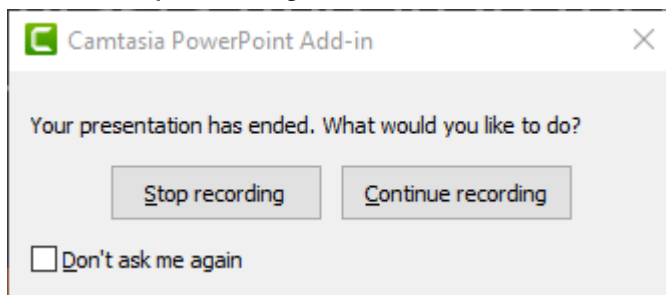 Camtasia PowerPoint Add-in
Your presentation has ended. What would you like to do?
Stop recording
Continue recording
Don't ask me again